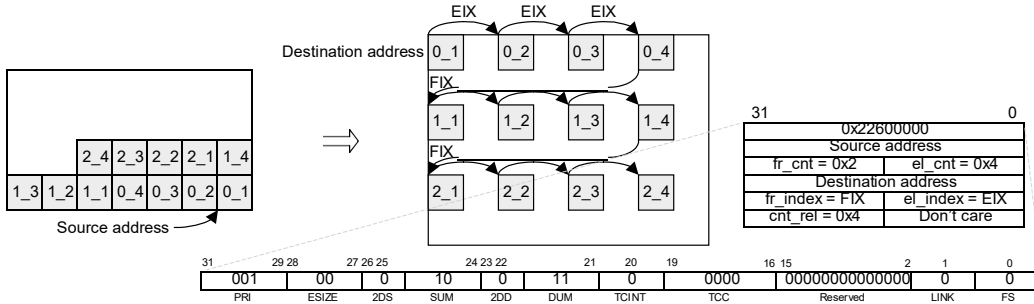 EIX EIX EIX
Destination address 0_1 0_2 0_3 0_4
FIX
1_1 1_2 1_3 1_4
FIX
2_1 2_2 2_3 2_4
2_4 2_3 2_2 2_1 1_4
1_3 1_2 1_1 0_4 0_3 0_2 0_1
Source address
31 0
0x22600000
Source address
fr_cnt = 0x2 el_cnt = 0x4
Destination address
fr_index = FIX el_index = EIX
cnt_rel = 0x4 Don't care
31 29 28 27 26 25 24 23 22 21 20 19 16 15 2 1 0
001 00 0 10 0 11 0 0000 00000000000000 0 0
PRI ESIZE 2DS SUM 2DD DUM TCINT TCC Reserved LINK FS